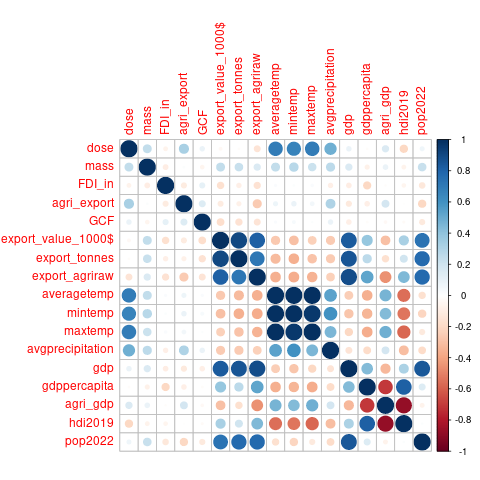 dose
mass
FDI_in
agri_export
GCF
export_value_1000$
export_tonnes
export_agriraw
averagetemp
mintemp
maxtemp
avgprecipitation
gdp
gdppercapita
agri_gdp
hdi2019
pop2022
dose
mass
FDI_in
agri_export
GCF
export_value_1000$
export_tonnes
export_agriraw
averagetemp
mintemp
maxtemp
avgprecipitation
gdp
gdppercapita
agri_gdp
hdi2019
pop2022
1
0.8
0.6
0.4
0.2
0
-0.2
-0.4
-0.6
-0.8
-1